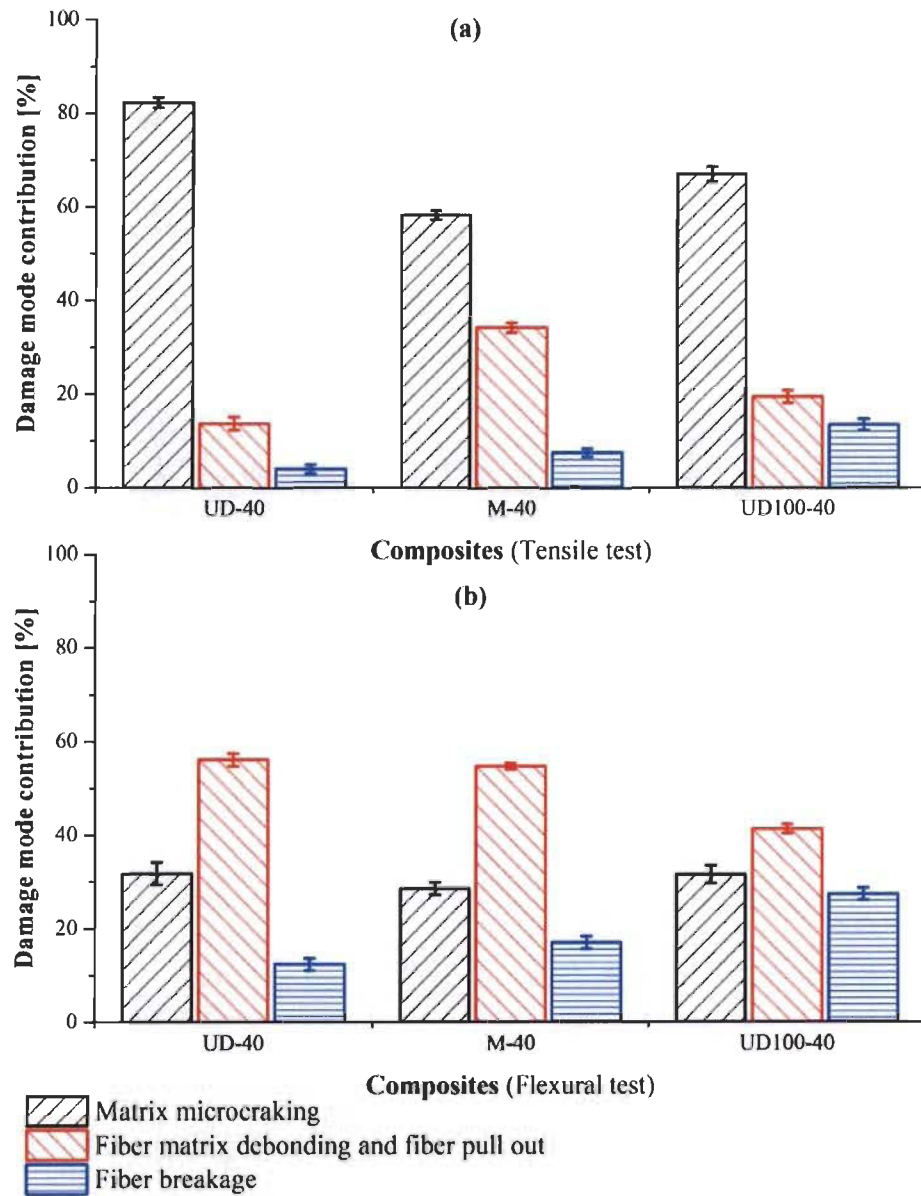 (a)
Damage mode contribution [%]
100
80
60
40
20
0
UD-40 M-40 UD100-40
Composites (Tensile test)
(b)
Damage mode contribution [%]
100
80
60
40
20
0
UD-40 M-40 UD100-40
Composites (Flexural test)
Matrix microcraking
Fiber matrix debonding and fiber pull out
Fiber breakage